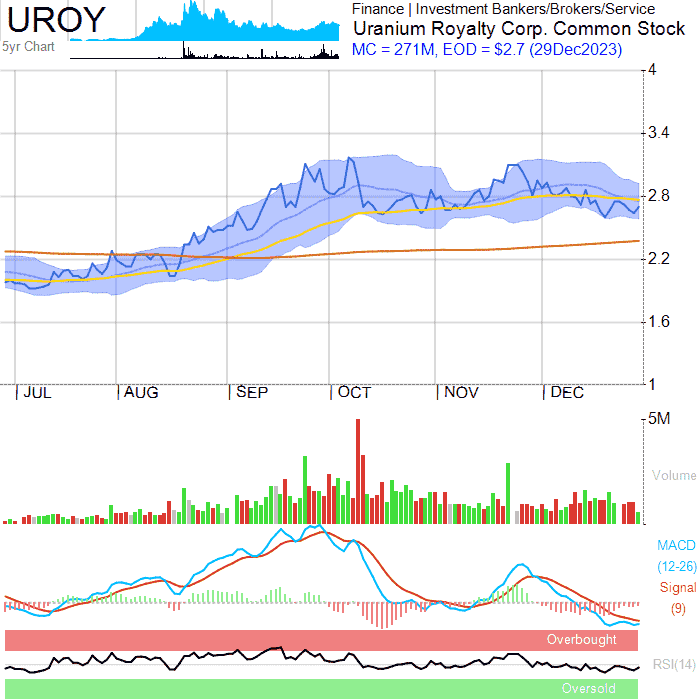 UROY
5yr Chart
Finance | Investment Bankers/Brokers/Service
Uranium Royalty Corp. Common Stock
MC = 271M, EOD = $2.7 (29Dec2023)
4
3.4
2.8
2.2
1.6
1
JUL AUG SEP OCT NOV DEC
5M
Volume
MACD
(12-26)
Signal
(9)
Overbought
RSI(14)
Oversold